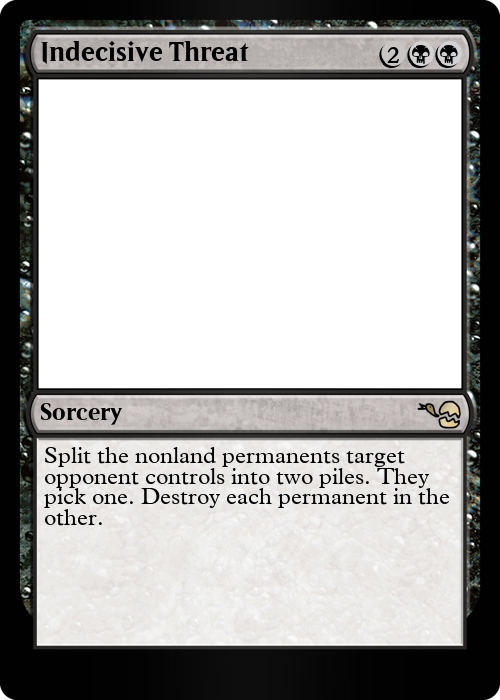 Indecisive Threat 2
Sorcery
Split the nonland permanents target
opponent controls into two piles. They
pick one. Destroy each permanent in the
other.